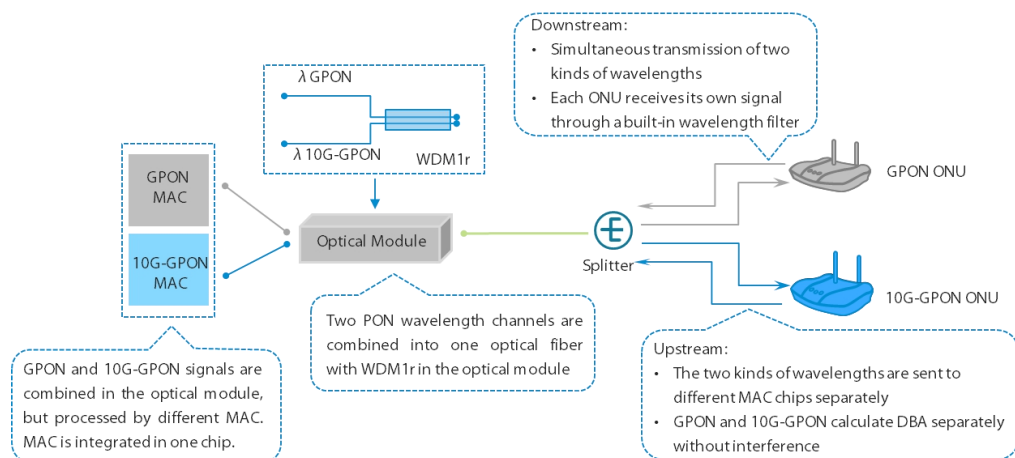 Downstream:
• Simultaneous transmission of two
kinds of wavelengths
• Each ONU receives its own signal
through a built-in wavelength filter
λ GPON
λ 10G-GPON
WDM1r
GPON
MAC
10G-GPON
MAC
Optical Module
Splitter
GPON ONU
10G-GPON ONU
Two PON wavelength channels are
combined into one optical fiber
with WDM1r in the optical module
GPON and 10G-GPON signals are
combined in the optical module,
but processed by different MAC.
MAC is integrated in one chip.
Upstream:
• The two kinds of wavelengths are sent to
different MAC chips separately
• GPON and 10G-GPON calculate DBA separately
without interference